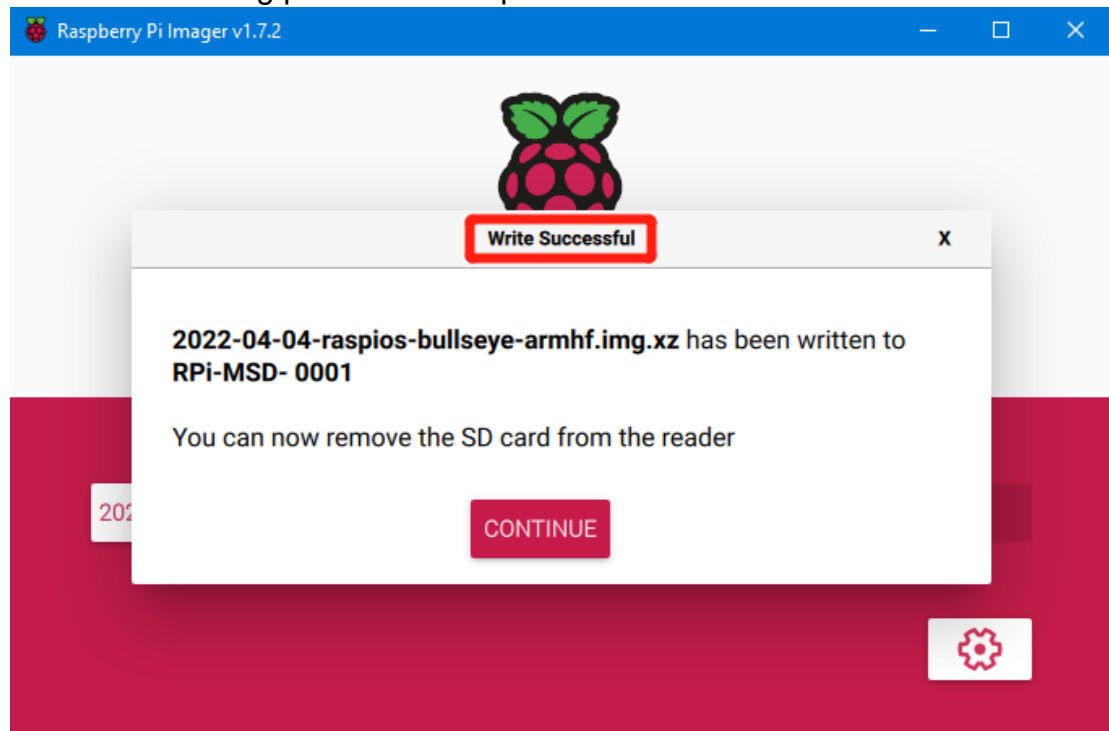 Raspberry Pi Imager v1.7.2
Write Successful
X
2022-04-04-raspios-bullseye-armhf.img.xz has been written to
RPi-MSD- 0001
You can now remove the SD card from the reader
202
CONTINUE